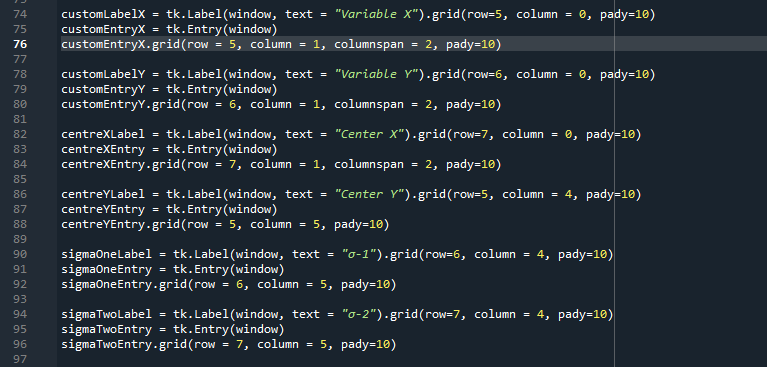 74 customLabelX = tk.Label(window, text = "Variable X").grid(row=5, column = 0, pady=10)
75 customEntryX = tk.Entry(window)
76 customEntryX.grid(row = 5, column = 1, columnspan = 2, pady=10)
77
78 customLabelY = tk.Label(window, text = "Variable Y").grid(row=6, column = 0, pady=10)
79 customEntryY = tk.Entry(window)
80 customEntryY.grid(row = 6, column = 1, columnspan = 2, pady=10)
81
82 centreXLabel = tk.Label(window, text = "Center X").grid(row=7, column = 0, pady=10)
83 centreXEntry = tk.Entry(window)
84 centreXEntry.grid(row = 7, column = 1, columnspan = 2, pady=10)
85
86 centreYLabel = tk.Label(window, text = "Center Y").grid(row=5, column = 4, pady=10)
87 centreYEntry = tk.Entry(window)
88 centreYEntry.grid(row = 5, column = 5, pady=10)
89
90 sigmaOneLabel = tk.Label(window, text = "σ-1").grid(row=6, column = 4, pady=10)
91 sigmaOneEntry = tk.Entry(window)
92 sigmaOneEntry.grid(row = 6, column = 5, pady=10)
93
94 sigmaTwoLabel = tk.Label(window, text = "σ-2").grid(row=7, column = 4, pady=10)
95 sigmaTwoEntry = tk.Entry(window)
96 sigmaTwoEntry.grid(row = 7, column = 5, pady=10)
97